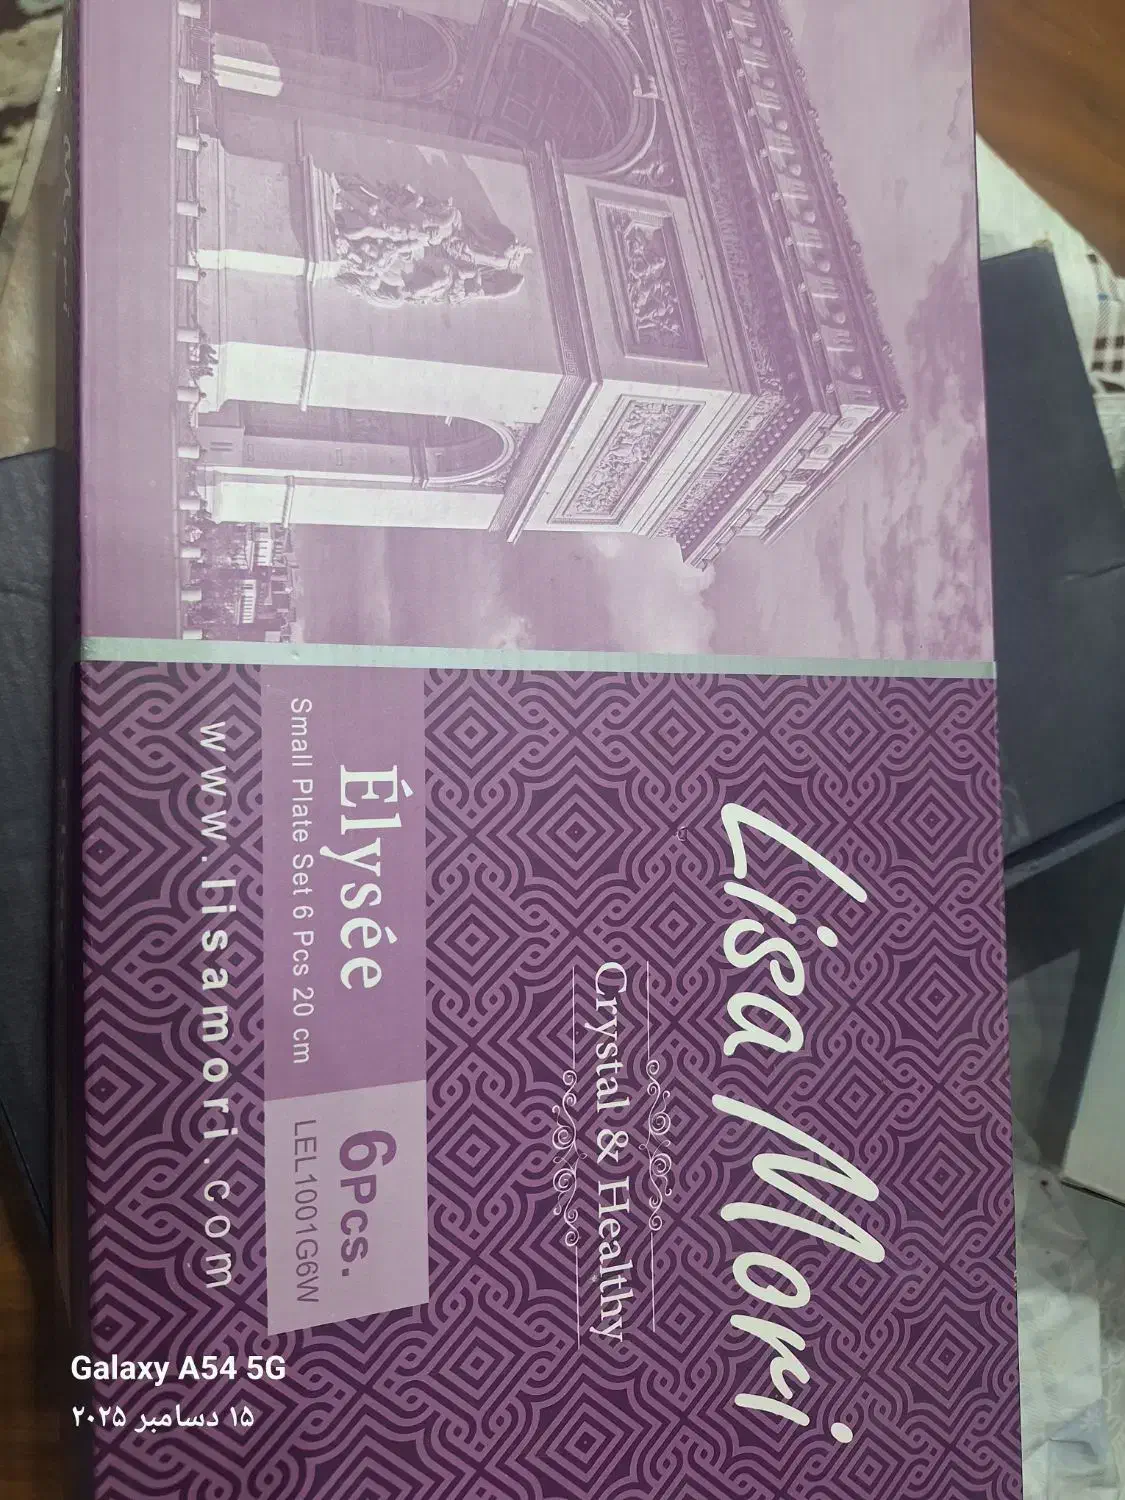 Lisa Mori
Crystal & Healthy
Élysée
Small Plate Set 6 Pcs 20 cm
6Pcs.
LEL1001G6W
www.lisamori.com
Galaxy A54 5G
۱۵ دسامبر ۲۰۲۵